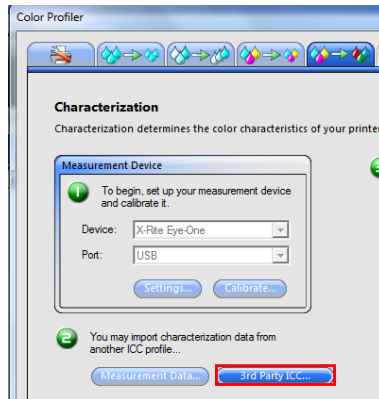 Color Profiler
Characterization
Characterization determines the color characteristics of your printer
Measurement Device
1
To begin, set up your measurement device
and calibrate it.
Device:
X-Rite Eye-One
Port:
USB
Settings...
Calibrate...
2
You may import characterization data from
another ICC profile...
Measurement Data...
3rd Party ICC...